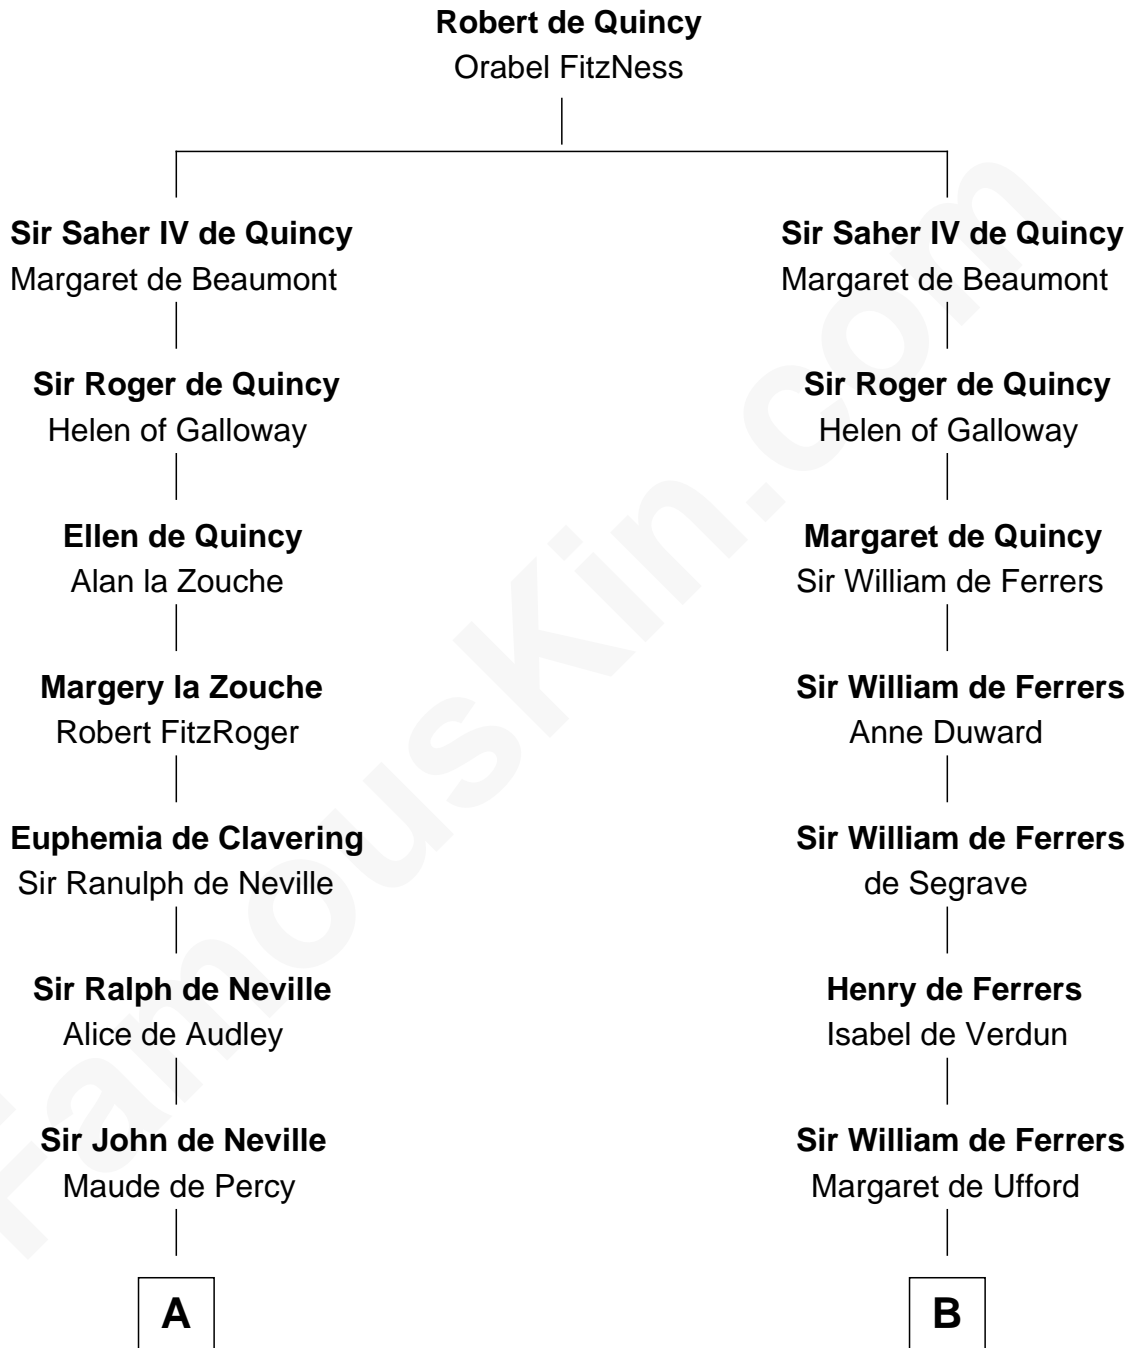 Robert de Quincy
Orabel FitzNess
Sir Saher IV de Quincy
Margaret de Beaumont
Sir Saher IV de Quincy
Margaret de Beaumont
Sir Roger de Quincy
Helen of Galloway
Sir Roger de Quincy
Helen of Galloway
Ellen de Quincy
Alan la Zouche
Margaret de Quincy
Sir William de Ferrers
Margery la Zouche
Robert FitzRoger
Sir William de Ferrers
Anne Duward
Euphemia de Clavering
Sir Ranulph de Neville
Sir William de Ferrers
de Segrave
Sir Ralph de Neville
Alice de Audley
Henry de Ferrers
Isabel de Verdun
Sir John de Neville
Maude de Percy
Sir William de Ferrers
Margaret de Ufford
A
B
FamousKin.com